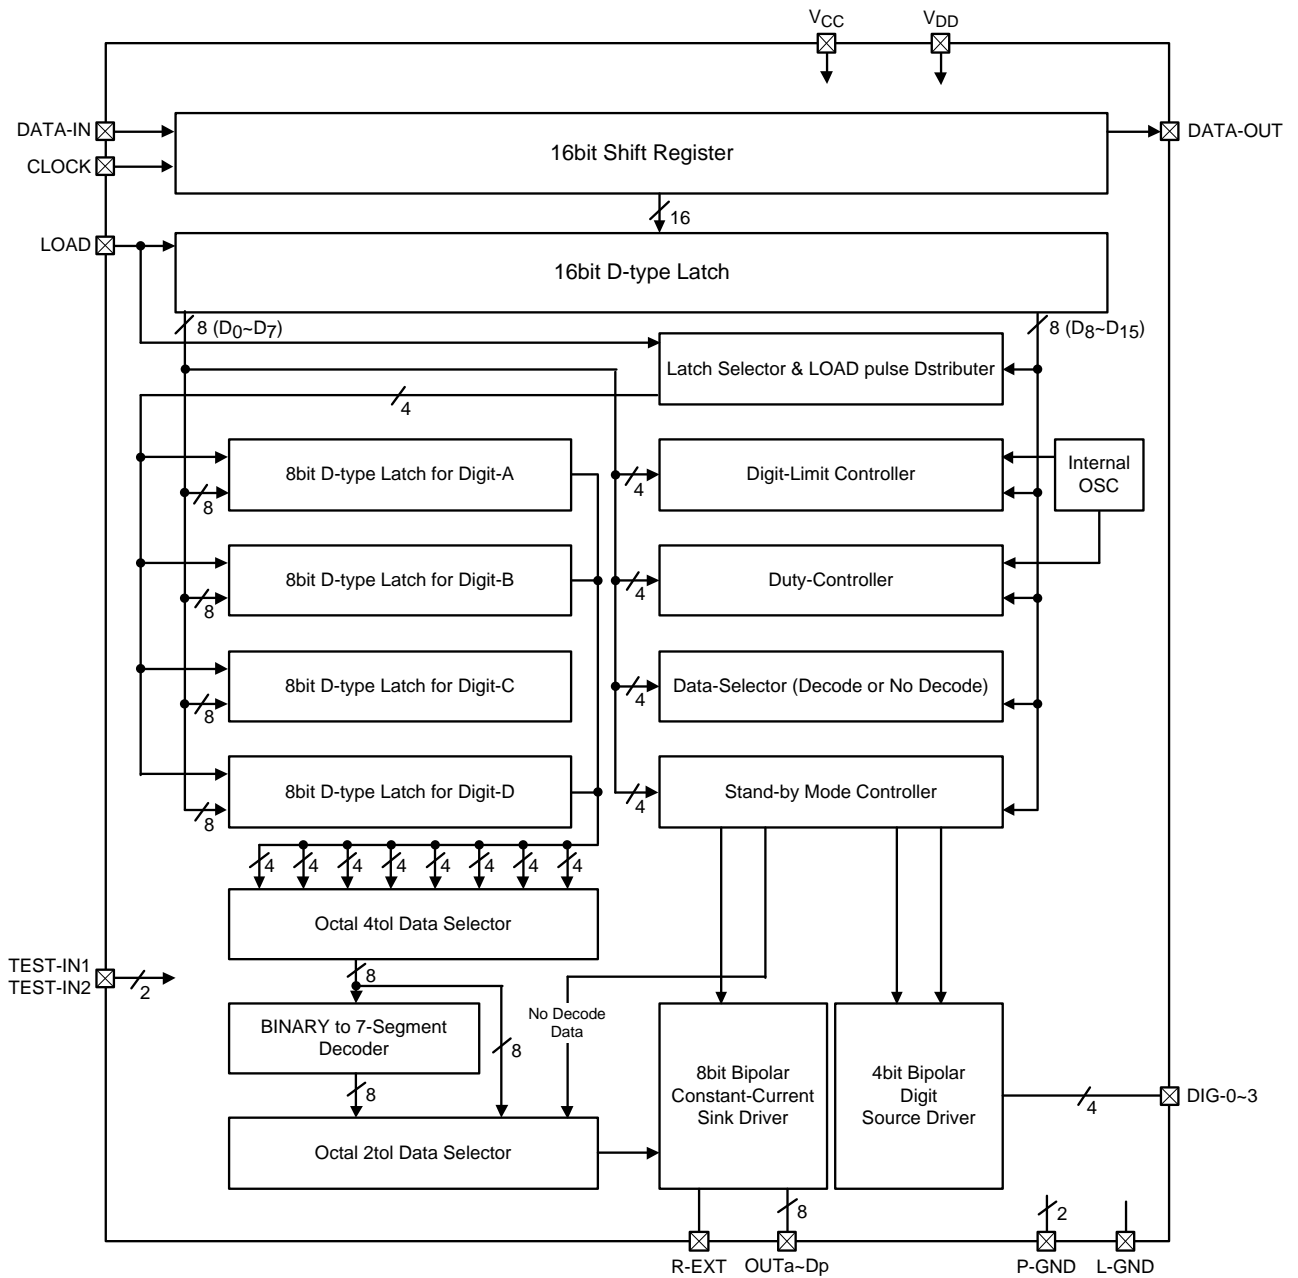 VCC
VDD
DATA-IN
CLOCK
16bit Shift Register
DATA-OUT
16
LOAD
16bit D-type Latch
8 (D0~D7)
8 (D8~D15)
Latch Selector & LOAD pulse Dstributer
4
8bit D-type Latch for Digit-A
8
4
Digit-Limit Controller
Internal
OSC
8bit D-type Latch for Digit-B
8
4
Duty-Controller
8bit D-type Latch for Digit-C
8
4
Data-Selector (Decode or No Decode)
8bit D-type Latch for Digit-D
8
4
Stand-by Mode Controller
4 4 4 4 4 4 4 4
Octal 4tol Data Selector
TEST-IN1
TEST-IN2
2
8
BINARY to 7-Segment
Decoder
8
No Decode
Data
8
Octal 2tol Data Selector
8bit Bipolar
Constant-Current
Sink Driver
4bit Bipolar
Digit
Source Driver
4
DIG-0~3
8
2
R-EXT
OUTa~Dp
P-GND
L-GND